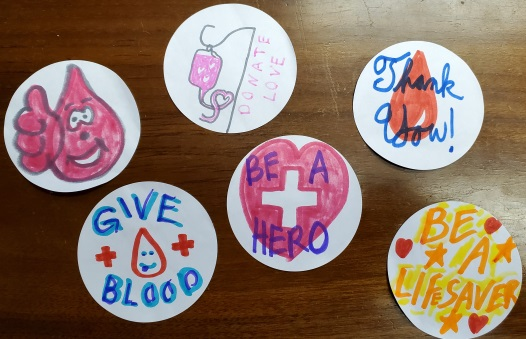 DONATE
LOVE
Thank
You!
BE A
HERO
GIVE
BLOOD
BE
A
LIFESAVER